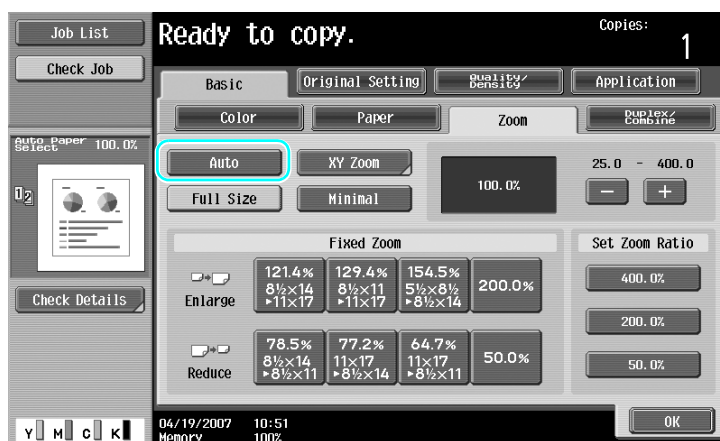 Job List
Check Job
Ready to copy.
Copies:
1
Basic
Original Setting
Quality/
Density
Application
Color
Paper
Zoom
Duplex/
Combine
Auto Paper
Select
100.0%
12
Auto
XY Zoom
Full Size
Minimal
100.0%
25.0 - 400.0
− +
Fixed Zoom
Enlarge
121.4%
8½×14
▸11×17
129.4%
8½×11
▸11×17
154.5%
5½×8½
▸8½×14
200.0%
Reduce
78.5%
8½×14
▸8½×11
77.2%
11×17
▸8½×14
64.7%
11×17
▸8½×11
50.0%
Set Zoom Ratio
400.0%
200.0%
50.0%
Check Details
Y M C K
04/19/2007 10:51
Memory 100%
OK